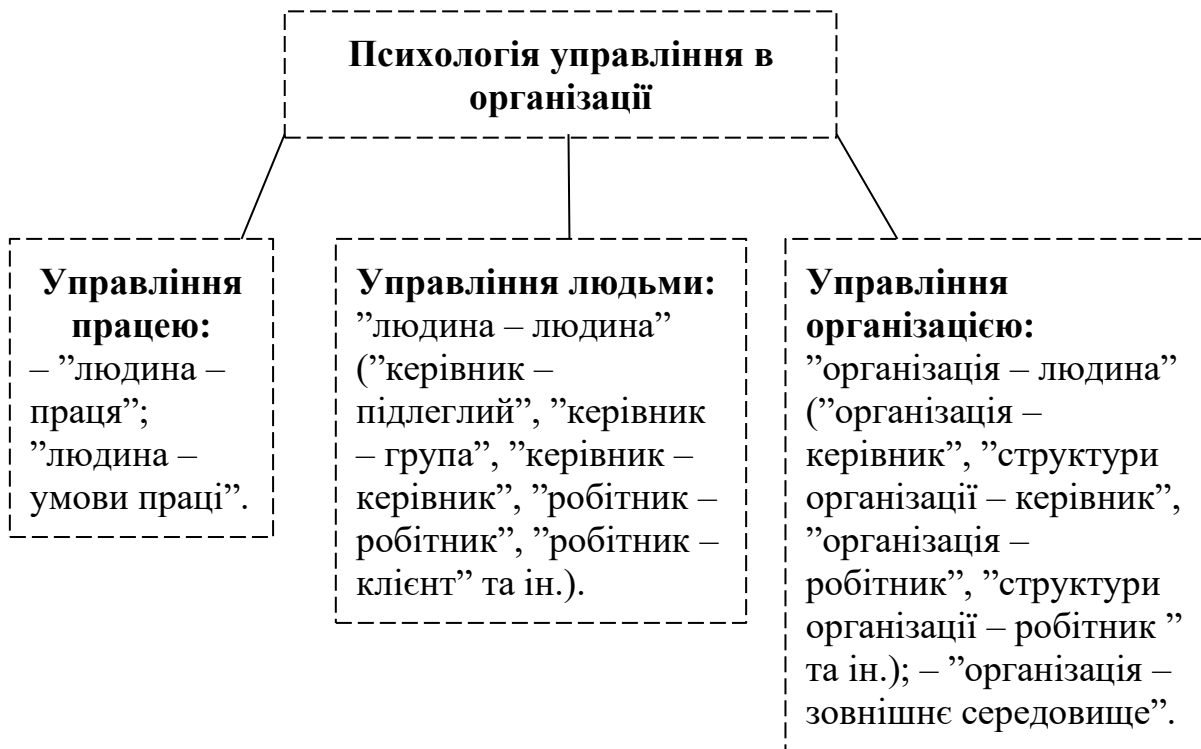 Психологія управління в
організації
Управління
працею:
– ”людина –
праця”;
”людина –
умови праці”.
Управління людьми:
”людина – людина”
(”керівник –
підлеглий”, ”керівник
– група”, ”керівник –
керівник”, ”робітник –
робітник”, ”робітник –
клієнт” та ін.).
Управління
організацією:
”організація – людина”
(”організація –
керівник”, ”структури
організації – керівник”,
”організація –
робітник”, ”структури
організації – робітник ”
та ін.); – ”організація –
зовнішнє середовище”.